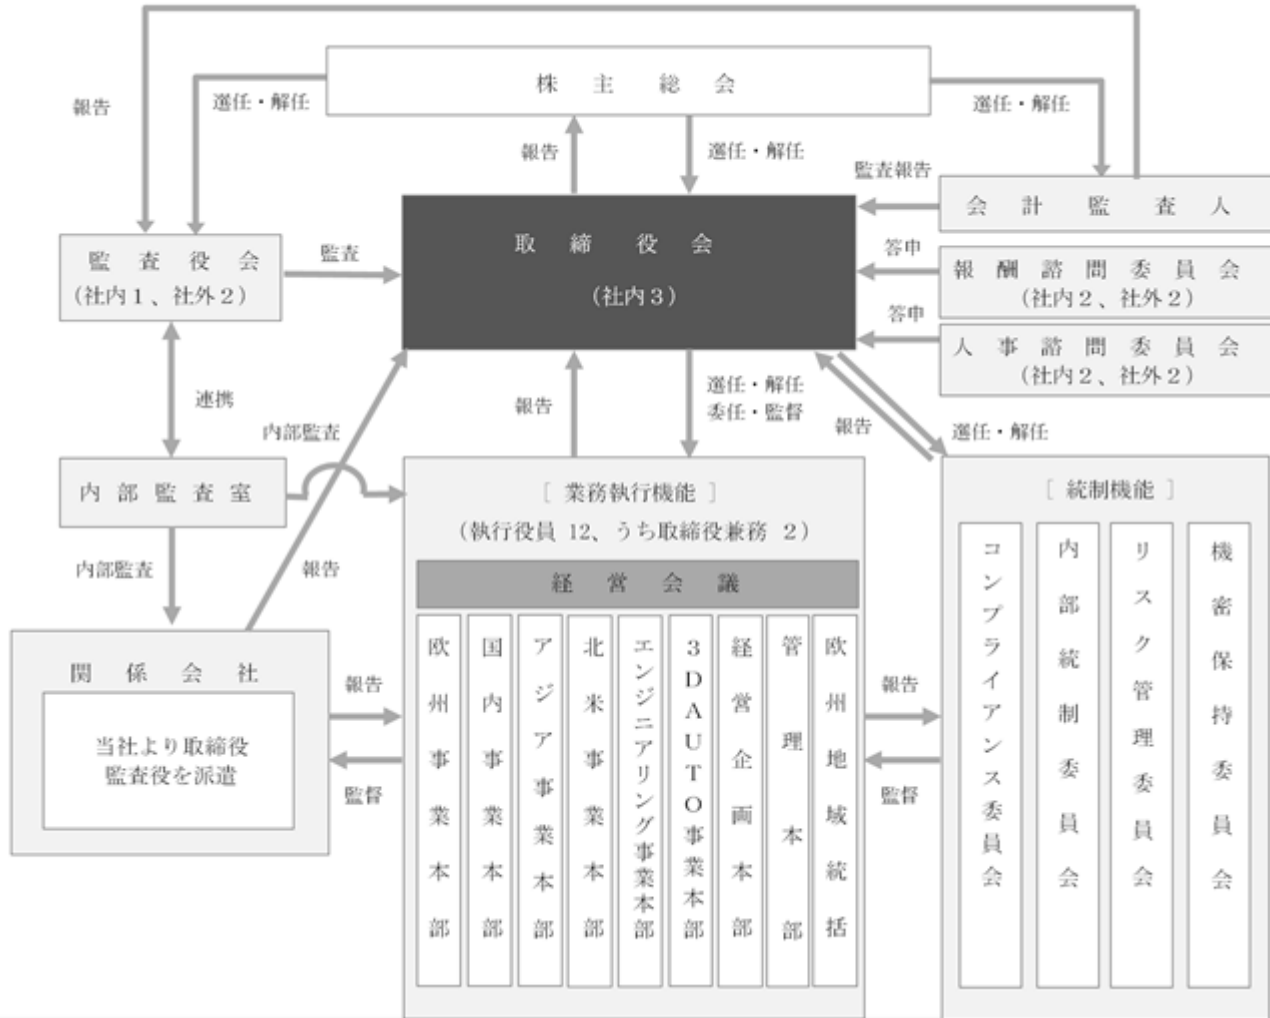 株主総会
報告
選任・解任
選任・解任
報告
選任・解任
監査報告
会計監査人
監査役会
(社内1、社外2)
監査
取締役会
(社内3)
答申
報酬諮問委員会
(社内2、社外2)
答申
人事諮問委員会
(社内2、社外2)
連携
内部監査
報告
選任・解任
委任・監督
報告
選任・解任
内部監査室
内部監査
報告
[業務執行機能]
(執行役員 12、うち取締役兼務 2)
経営会議
欧州事業本部
国内事業本部
アジア事業本部
北米事業本部
エンジニアリング事業本部
3DAUTO事業本部
経営企画本部
管理本部
欧州地域統括
[統制機能]
コンプライアンス委員会
内部統制委員会
リスク管理委員会
機密保持委員会
関係会社
当社より取締役
監査役を派遣
報告
監督
報告
監督